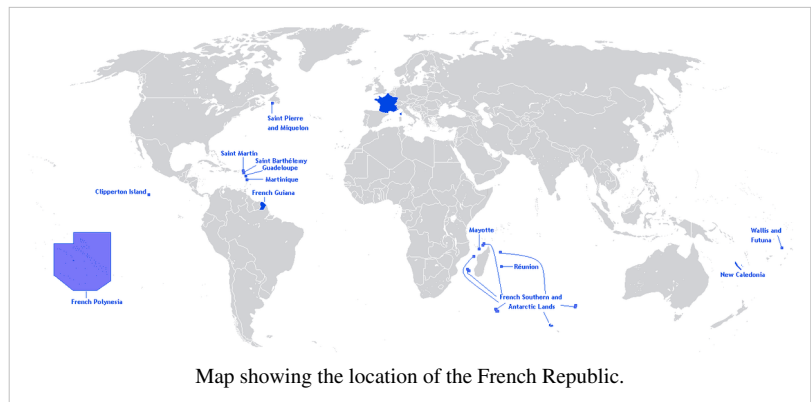 Saint Pierre
and Miquelon
Saint Martin
Saint Barthélemy
Guadeloupe
Martinique
Clipperton Island
French Guiana
Mayotte
Wallis and
Futuna
Réunion
New Caledonia
French Polynesia
French Southern and
Antarctic Lands
Map showing the location of the French Republic.